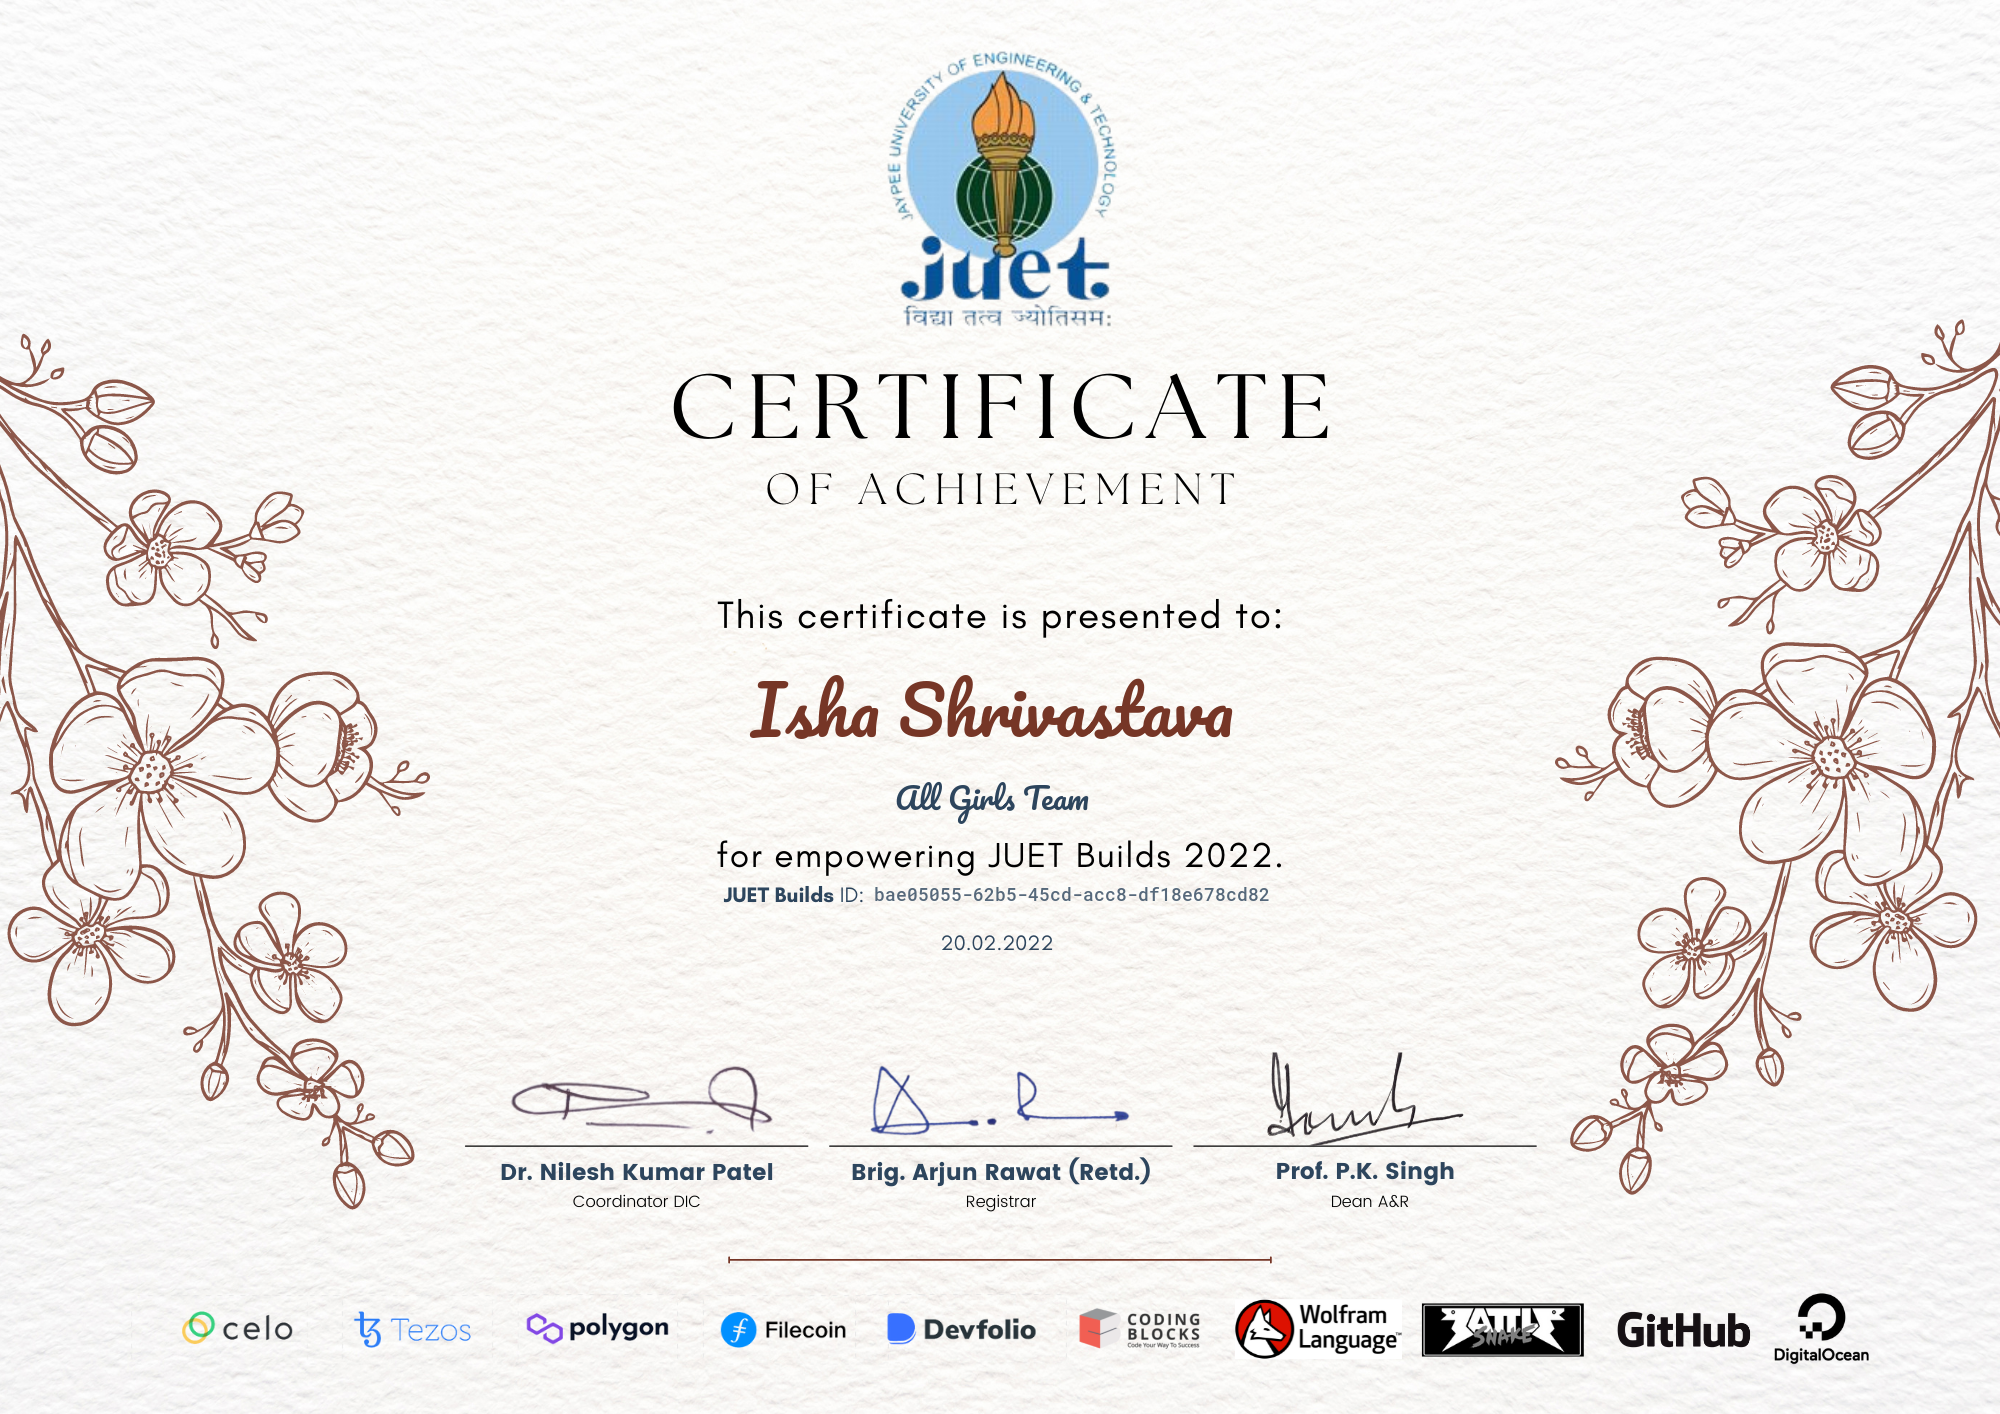 JAYPEE UNIVERSITY OF ENGINEERING & TECHNOLOGY
juet
विद्या तत्व ज्योतिसमः
CERTIFICATE
OF ACHIEVEMENT
This certificate is presented to:
Isha Shrivastava
All Girls Team
for empowering JUET Builds 2022.
JUET Builds ID: bae05055-62b5-45cd-acc8-df18e678cd82
20.02.2022
Dr. Nilesh Kumar Patel
Coordinator DIC
Brig. Arjun Rawat (Retd.)
Registrar
Prof. P.K. Singh
Dean A&R
celo
Tezos
polygon
Filecoin
Devfolio
CODING
BLOCKS
Code Your Way To Success
Wolfram
Language™
BATTLE
SNAKE
GitHub
DigitalOcean